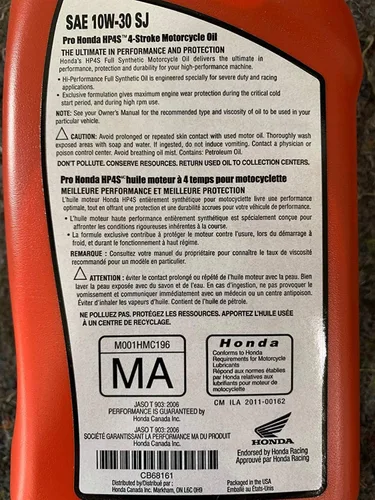 SAE 10W-30 SJ
Pro Honda HP4S™ 4-Stroke Motorcycle Oil
THE ULTIMATE IN PERFORMANCE AND PROTECTION
Honda's HP4S Full Synthetic Motorcycle Oil delivers the ultimate in
performance, protection and durability for your high-performance machine.
• Hi-Performance Full Synthetic Oil is engineered specially for severe duty and racing
applications.
• Exclusive formulation gives maximum engine wear protection during the critical cold
start period, and during high rpm use.
NOTE: See your Owner's Manual for the recommended type and viscosity of oil to be used in your
particular vehicle.
⚠ CAUTION: Avoid prolonged or repeated skin contact with used motor oil. Thoroughly wash
exposed areas with soap and water. If ingested, do not induce vomiting. Contact a physician or
poison control center. Avoid breathing oil mist. Contains: Petroleum Oil.
DON'T POLLUTE. CONSERVE RESOURCES. RETURN USED OIL TO COLLECTION CENTERS.
Pro Honda HP4S huile moteur à 4 temps pour motocyclette
MEILLEURE PERFORMANCE ET MEILLEURE PROTECTION
L'huile moteur Honda HP4S entièrement synthétique pour motocyclette livre une performance
optimale, tout en offrant une protection et une durabilité accrues pour votre véhicule de performance.
• L'huile moteur haute performance entièrement synthétique est spécialement conçue pour
affronter les conditions rigoureuses inhérentes à la course.
• La formule exclusive contribue à protéger le moteur contre l'usure, lors du démarrage à
froid, et durant le fonctionnement à haut régime.
REMARQUE : Consultez votre manuel du propriétaire pour connaître le taux de viscosité
recommandé pour un modèle en particulier.
⚠ ATTENTION : éviter le contact prolongé ou répété de l'huile moteur avec la peau. Bien
laver la peau exposée avec du savon et de l'eau. En cas d'ingestion, ne pas provoquer le
vomissement et communiquer immédiatement avec un médecin ou un centre antipoison.
Éviter d'inhaler les vapeurs d'huile. Contient de l'huile de pétrole.
NE POLLUEZ PAS. PROTÉGEZ LES RESSOURCES. APPORTEZ L'HUILE USÉE
À UN CENTRE DE RECYCLAGE.
M001HMC196
MA
JASO T 903: 2006
PERFORMANCE IS GUARANTEED BY
Honda Canada Inc.
JASO T 903: 2006
SOCIÉTÉ GARANTISSANT LA PERFORMANCE MA DU PRODUIT
Honda Canada Inc.
CB68161
Distributed by/Distribué par :
Honda Canada Inc. Markham, ON L6C 0H9
Honda
Conforms to Honda
Requirements for Motorcycle
Lubricants
Répond aux normes établies
par Honda relatives aux
lubrifiants pour moteur de
motocyclette
CM ILA 2011-00162
HONDA
Endorsed by Honda Racing
Approuvé par Honda Racing
Packaged in the USA
Emballé au États-Unis